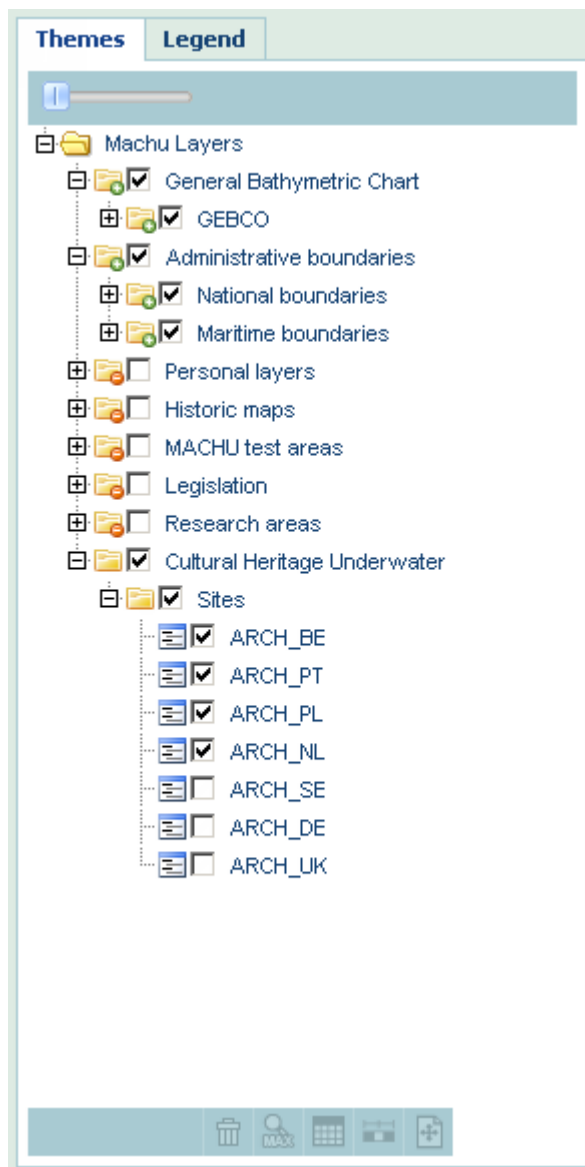 Themes Legend
Machu Layers
General Bathymetric Chart
GEBCO
Administrative boundaries
National boundaries
Maritime boundaries
Personal layers
Historic maps
MACHU test areas
Legislation
Research areas
Cultural Heritage Underwater
Sites
ARCH_BE
ARCH_PT
ARCH_PL
ARCH_NL
ARCH_SE
ARCH_DE
ARCH_UK
MAX